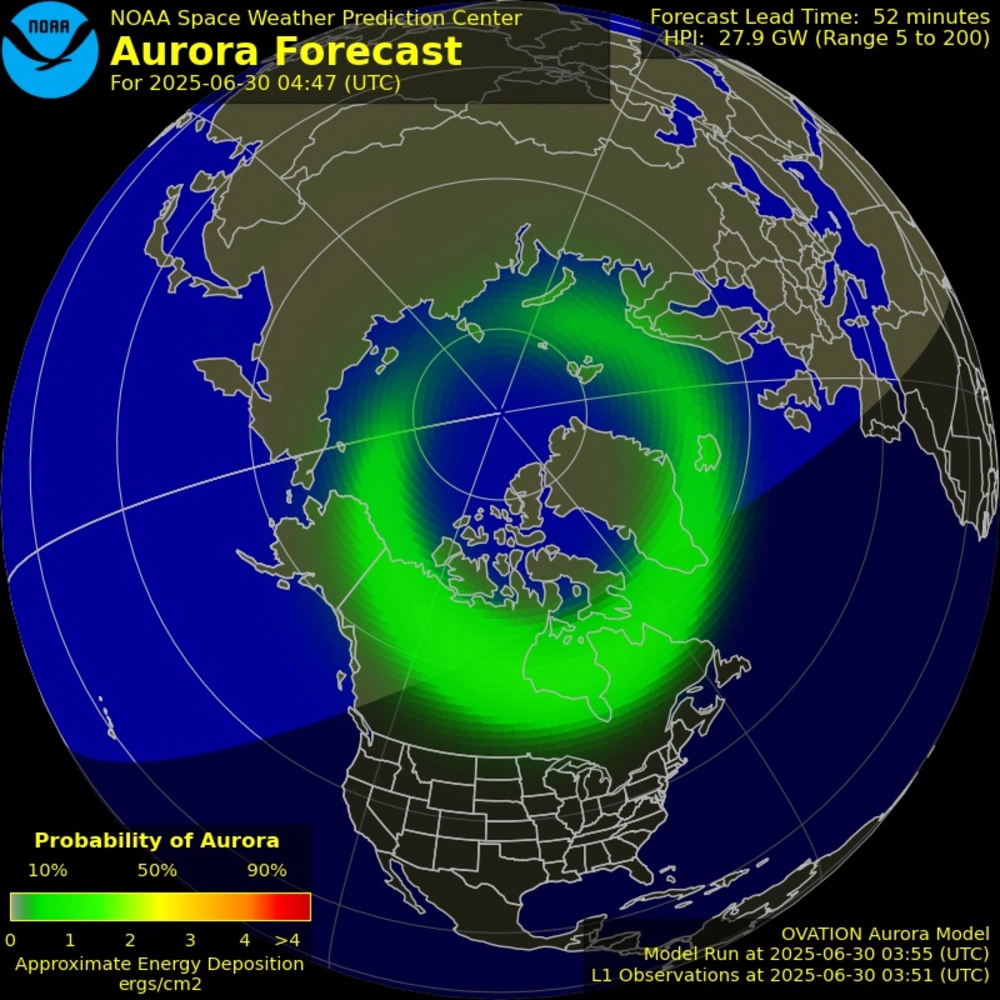 NOAA
NOAA Space Weather Prediction Center
Aurora Forecast
For 2025-06-30 04:47 (UTC)
Forecast Lead Time: 52 minutes
HPI: 27.9 GW (Range 5 to 200)
Probability of Aurora
10% 50% 90%
0 1 2 3 4 >4
Approximate Energy Deposition
ergs/cm2
OVATION Aurora Model
Model Run at 2025-06-30 03:55 (UTC)
L1 Observations at 2025-06-30 03:51 (UTC)